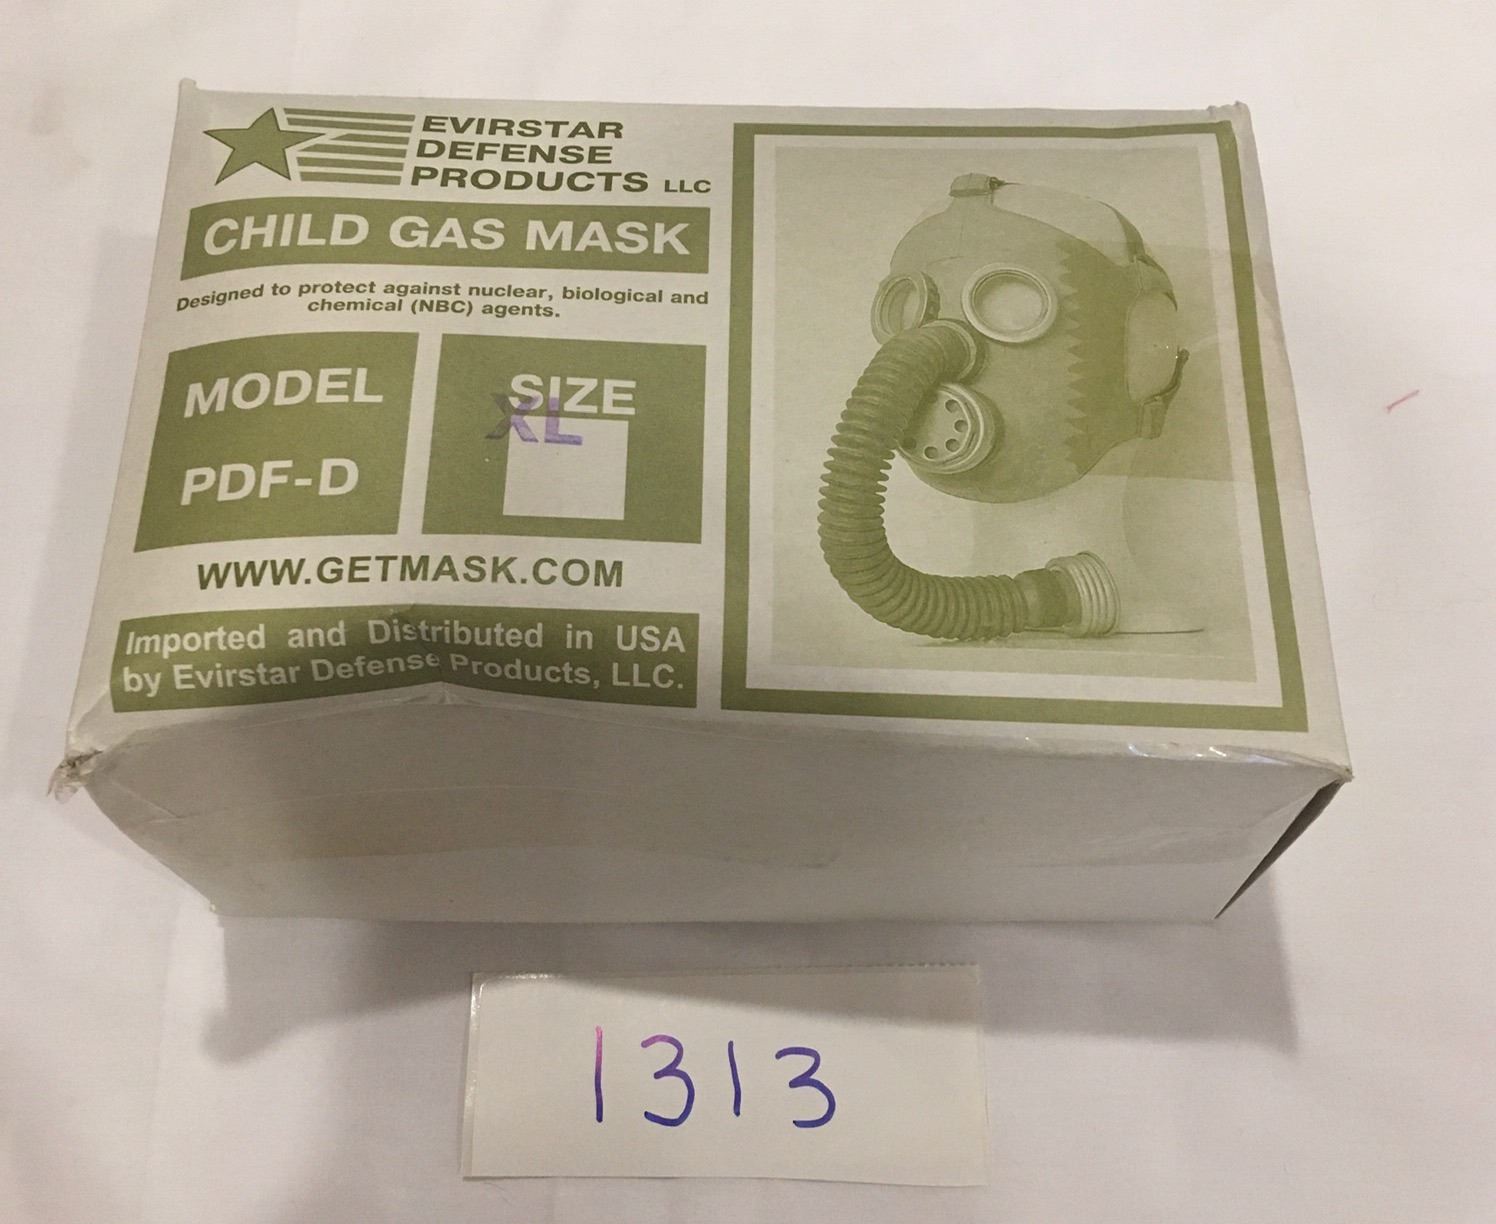 EVIRSTAR
DEFENSE
PRODUCTS LLC
CHILD GAS MASK
Designed to protect against nuclear, biological and
chemical (NBC) agents.
MODEL
PDF-D
SIZE
XL
WWW.GETMASK.COM
Imported and Distributed in USA
by Evirstar Defense Products, LLC.
1313